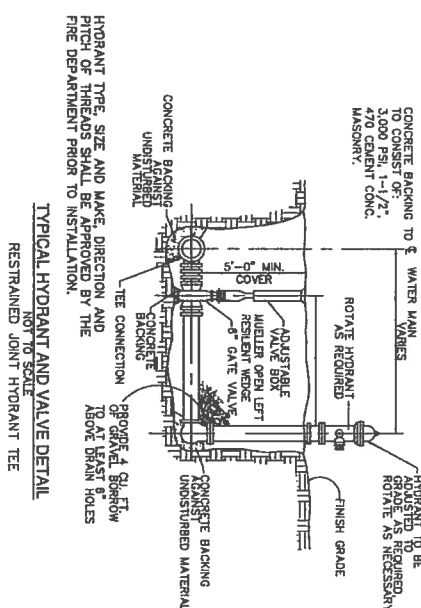 CONCRETE BACKING TO
TO CONSIST OF:
3,000 PSI, 1-1/2",
470 CEMENT CONC.
MASONRY.
℄ WATER MAIN
VARIES
ROTATE HYDRANT
AS REQUIRED
HYDRANT TO BE
ADJUSTED TO
GRADE AS REQUIRED,
ROTATE AS NECESSARY
FINISH GRADE
5'-0" MIN.
COVER
ADJUSTABLE
VALVE BOX
MUELLER OPEN LEFT
RESILIENT WEDGE
6" GATE VALVE
CONCRETE BACKING
AGAINST
UNDISTURBED
MATERIAL
TEE CONNECTION
CONCRETE
BACKING
PROVIDE 4 CU. FT.
OF GRAVEL BORROW
TO AT LEAST 6"
ABOVE DRAIN HOLES
CONCRETE BACKING
AGAINST
UNDISTURBED MATERIAL
HYDRANT TYPE, SIZE AND MAKE, DIRECTION AND
PITCH OF THREADS SHALL BE APPROVED BY THE
FIRE DEPARTMENT PRIOR TO INSTALLATION.
TYPICAL HYDRANT AND VALVE DETAIL
NOT TO SCALE
RESTRAINED JOINT HYDRANT TEE